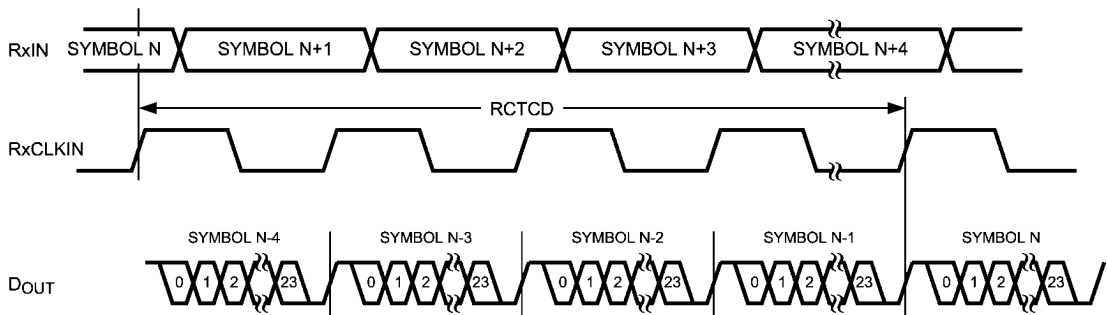 RxIN
SYMBOL N SYMBOL N+1 SYMBOL N+2 SYMBOL N+3 SYMBOL N+4
RCTCD
RxCLKIN
SYMBOL N-4 SYMBOL N-3 SYMBOL N-2 SYMBOL N-1 SYMBOL N
DOUT
0 1 2 23 0 1 2 23 0 1 2 23 0 1 2 23 0 1 2 23